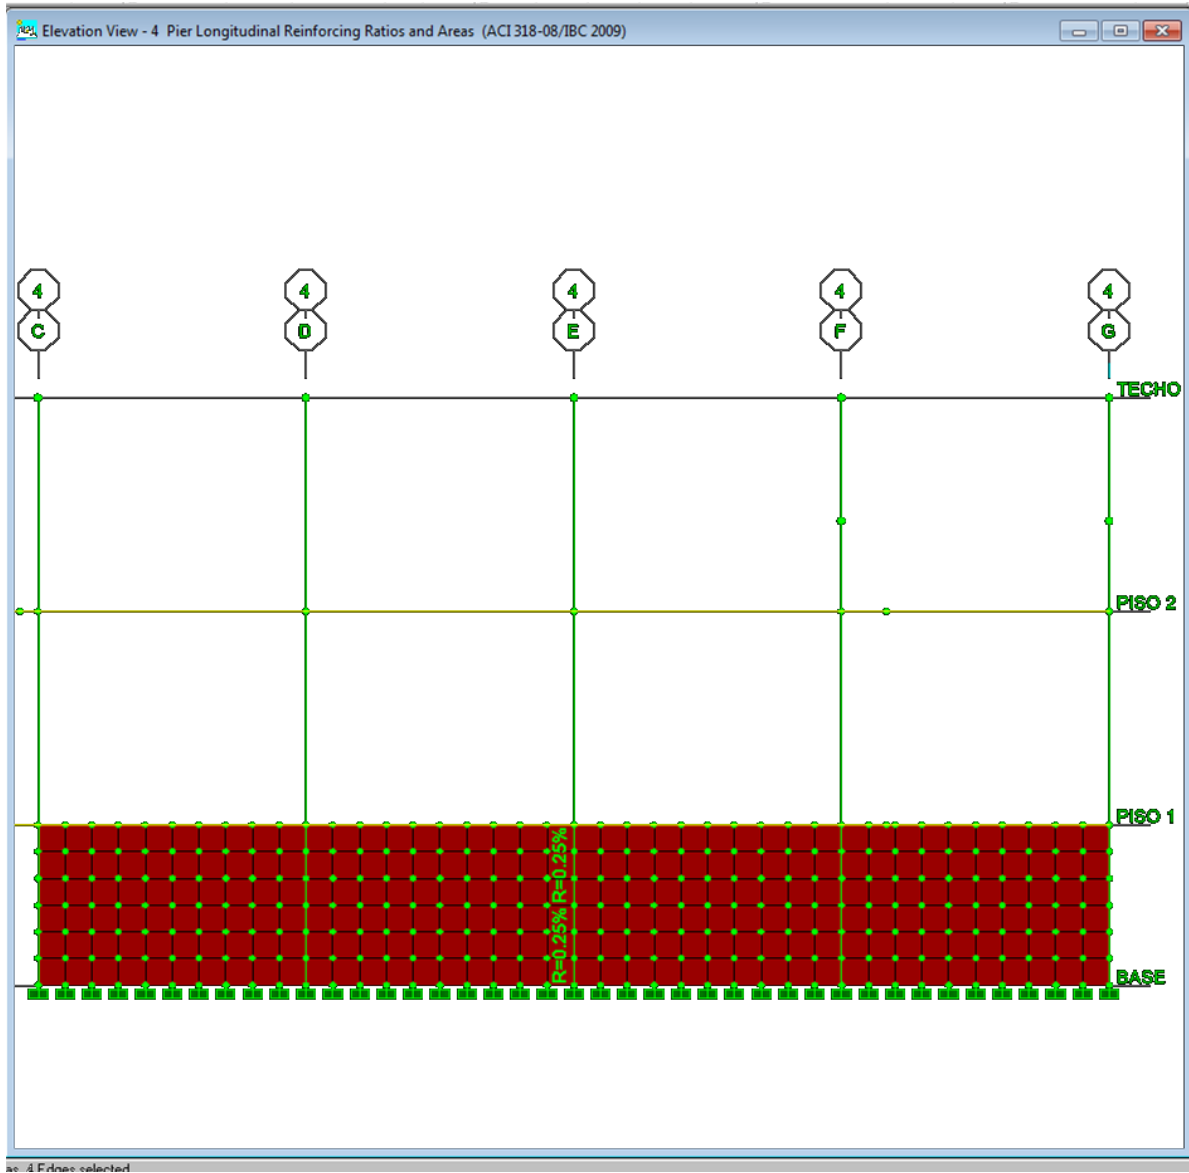 Elevation View - 4 Pier Longitudinal Reinforcing Ratios and Areas (ACI 318-08/IBC 2009)
4 4 4 4 4
C D E F G
TECHO
PISO 2
PISO 1
R=0.25% R=0.25%
BASE
4 Edges selected